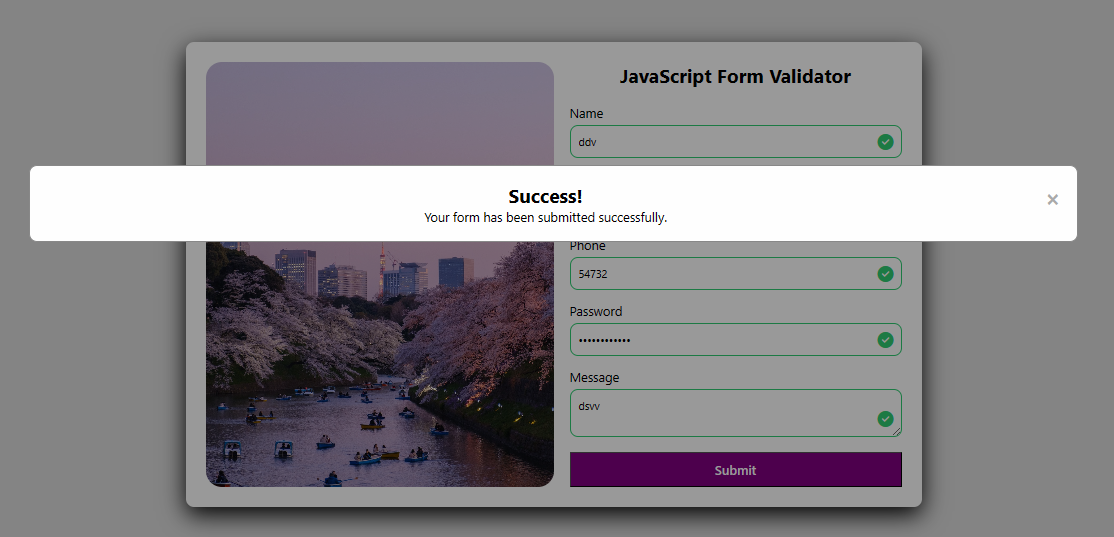 JavaScript Form Validator
Name
ddv
Success!
Your form has been submitted successfully.
×
Phone
54732
Password
••••••••••••
Message
dsvv
Submit